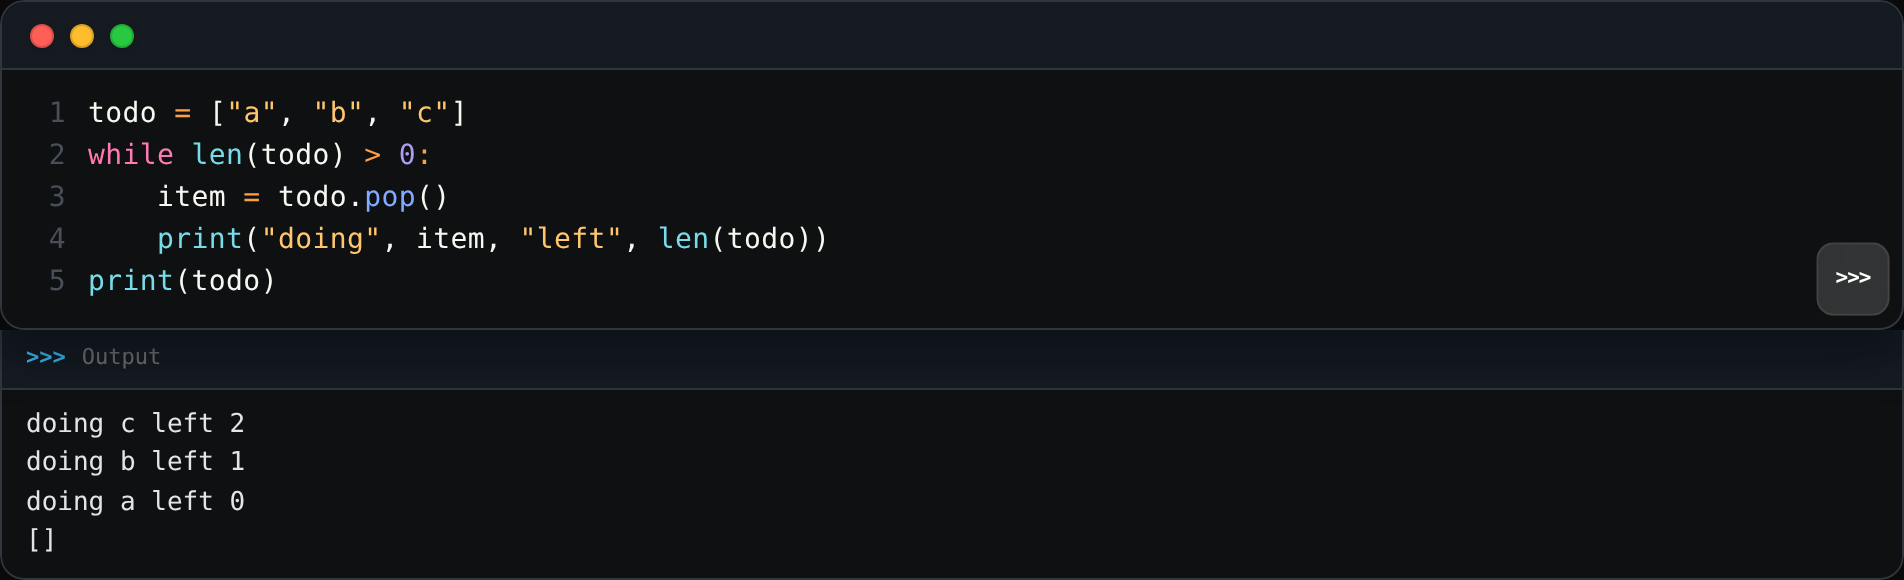 1 todo = ["a", "b", "c"]
2 while len(todo) > 0:
3     item = todo.pop()
4     print("doing", item, "left", len(todo))
5 print(todo)
>>>
>>> Output
doing c left 2
doing b left 1
doing a left 0
[]